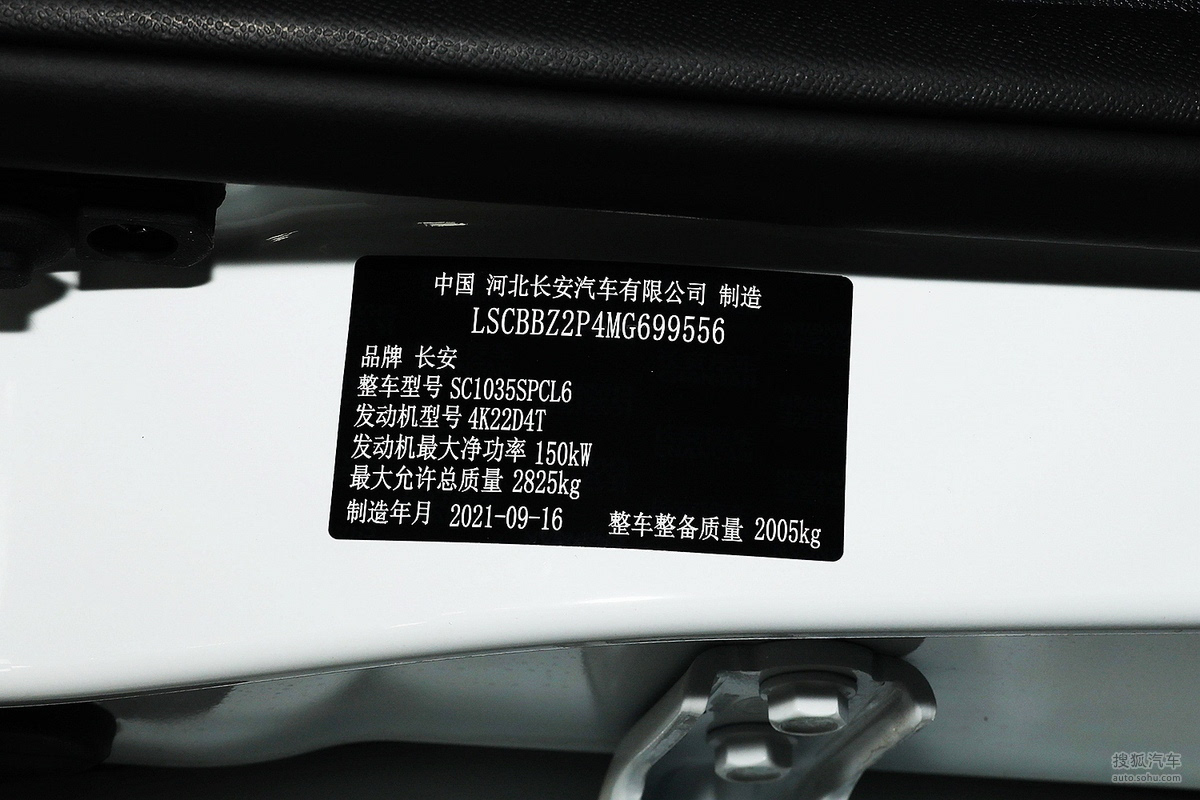 中国 河北长安汽车有限公司 制造
LSCBBZ2P4MG699556
品牌 长安
整车型号 SC1035SPCL6
发动机型号 4K22D4T
发动机最大净功率 150kW
最大允许总质量 2825kg
制造年月 2021-09-16 整车整备质量 2005kg
搜狐汽车
auto.sohu.com